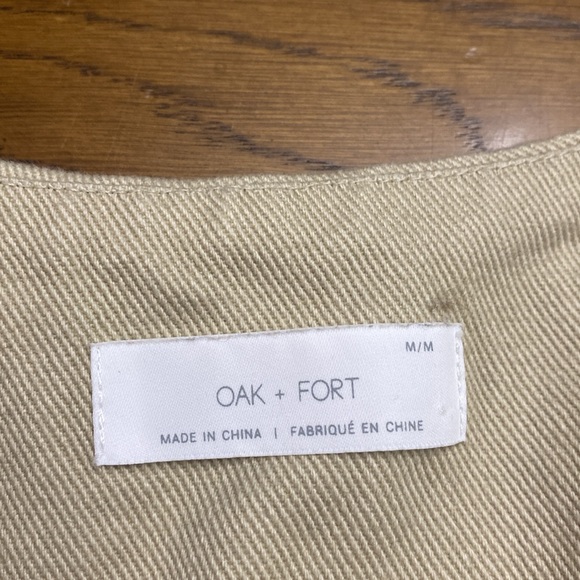 M/M
OAK + FORT
MADE IN CHINA | FABRIQUÉ EN CHINE